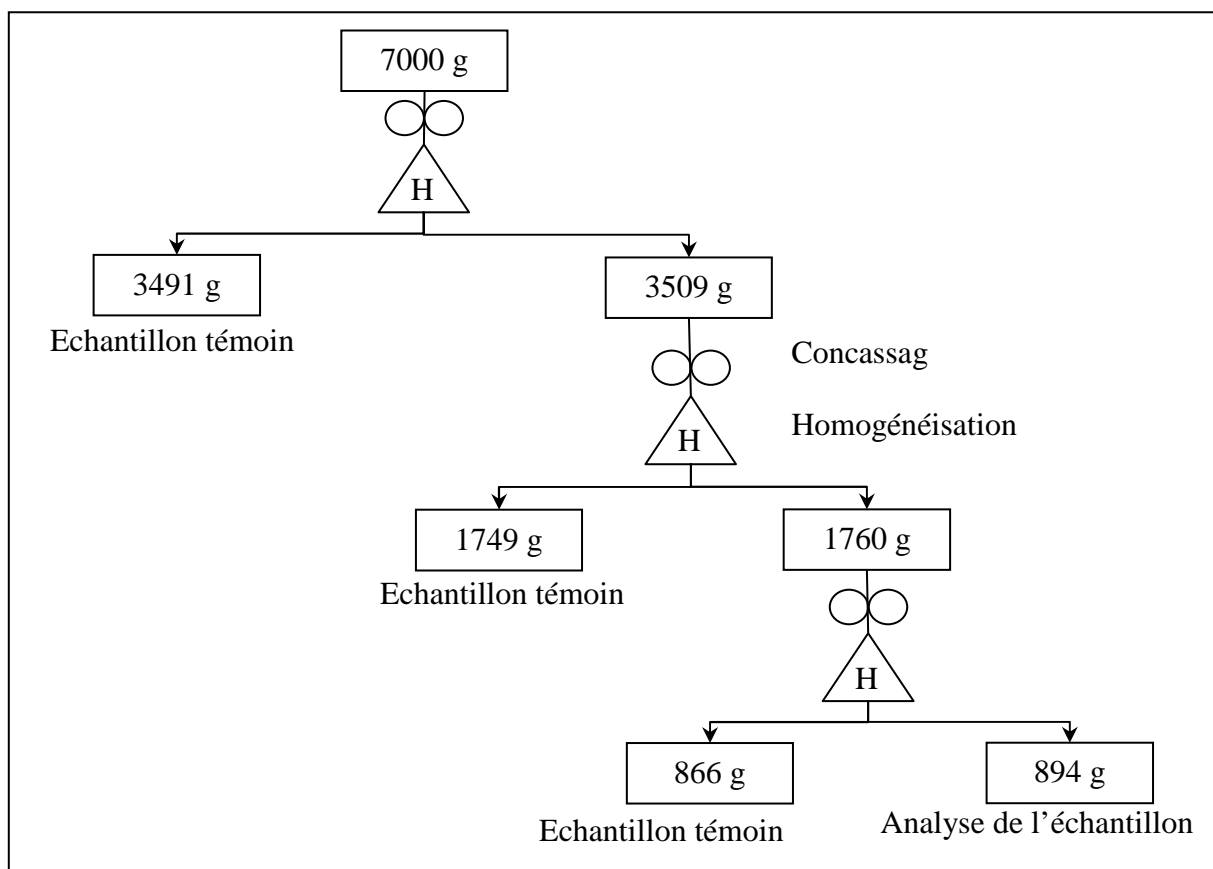 7000 g
H
3491 g
3509 g
Echantillon témoin
Concassag
H
Homogénéisation
1749 g
1760 g
Echantillon témoin
H
866 g
894 g
Echantillon témoin
Analyse de l’échantillon